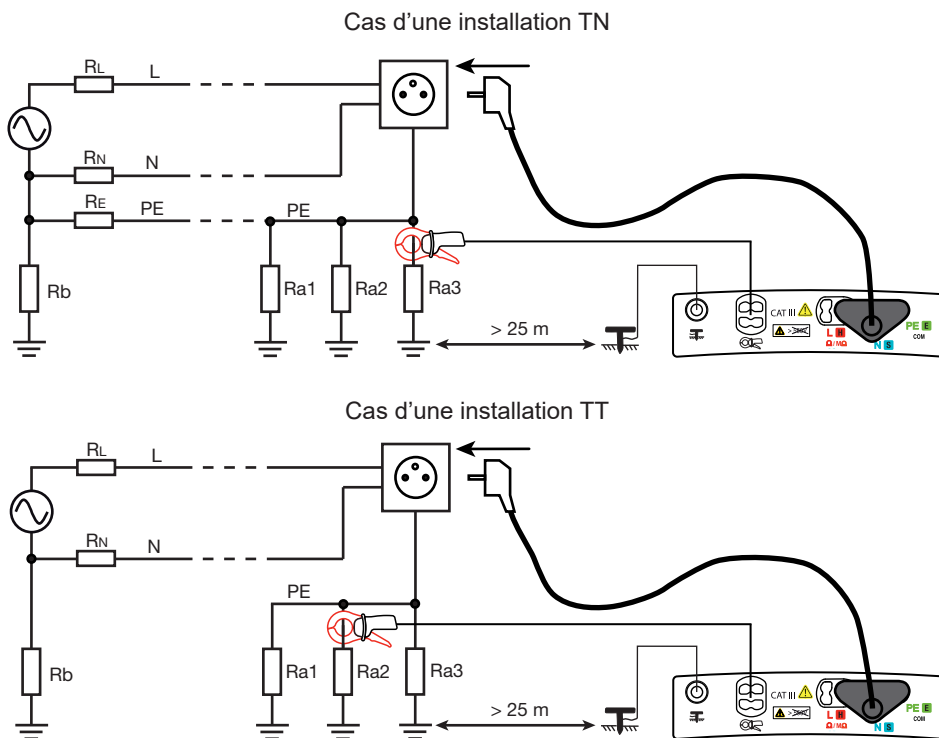 Cas d'une installation TN
RL
L
RN
N
RE
PE
PE
Rb
Ra1
Ra2
Ra3
> 25 m
CAT III
L H
Ω/MΩ
N S
PE E
COM
Cas d'une installation TT
RL
L
RN
N
PE
Rb
Ra1
Ra2
Ra3
> 25 m
CAT III
L H
Ω/MΩ
N S
PE E
COM